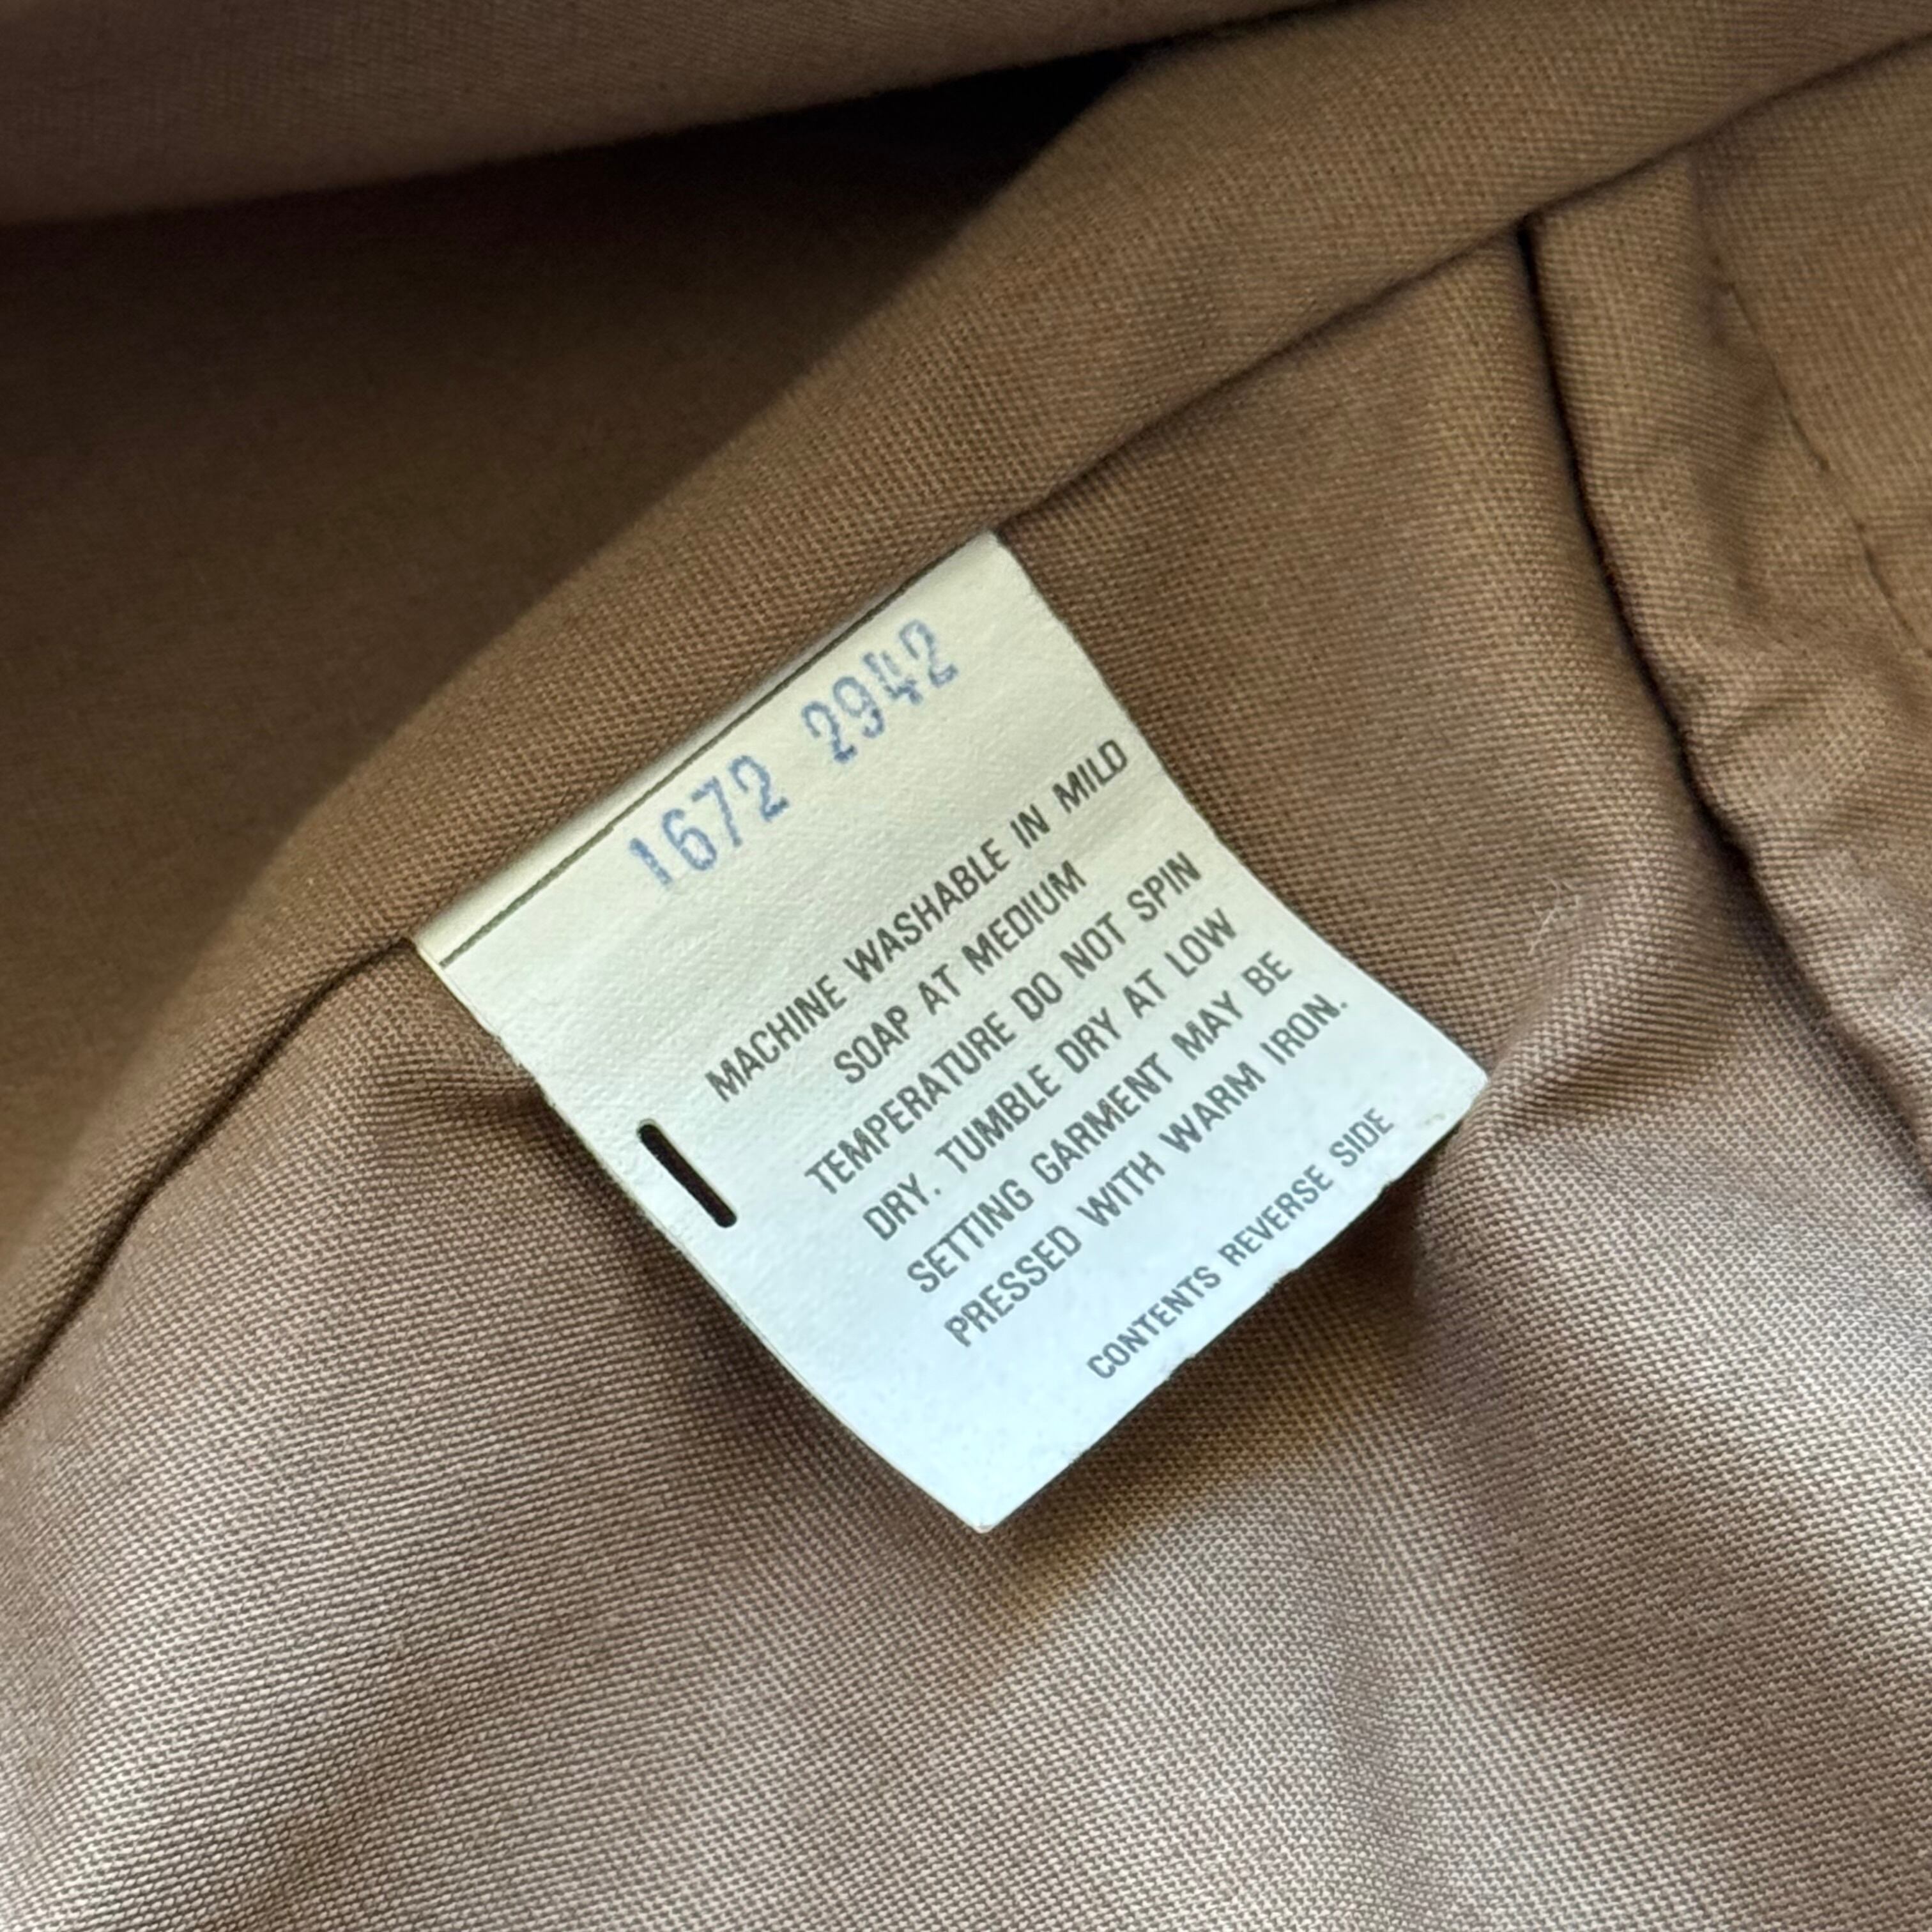 1672 2942
MACHINE WASHABLE IN MILD
SOAP AT MEDIUM
TEMPERATURE DO NOT SPIN
DRY. TUMBLE DRY AT LOW
SETTING GARMENT MAY BE
PRESSED WITH WARM IRON.
CONTENTS REVERSE SIDE